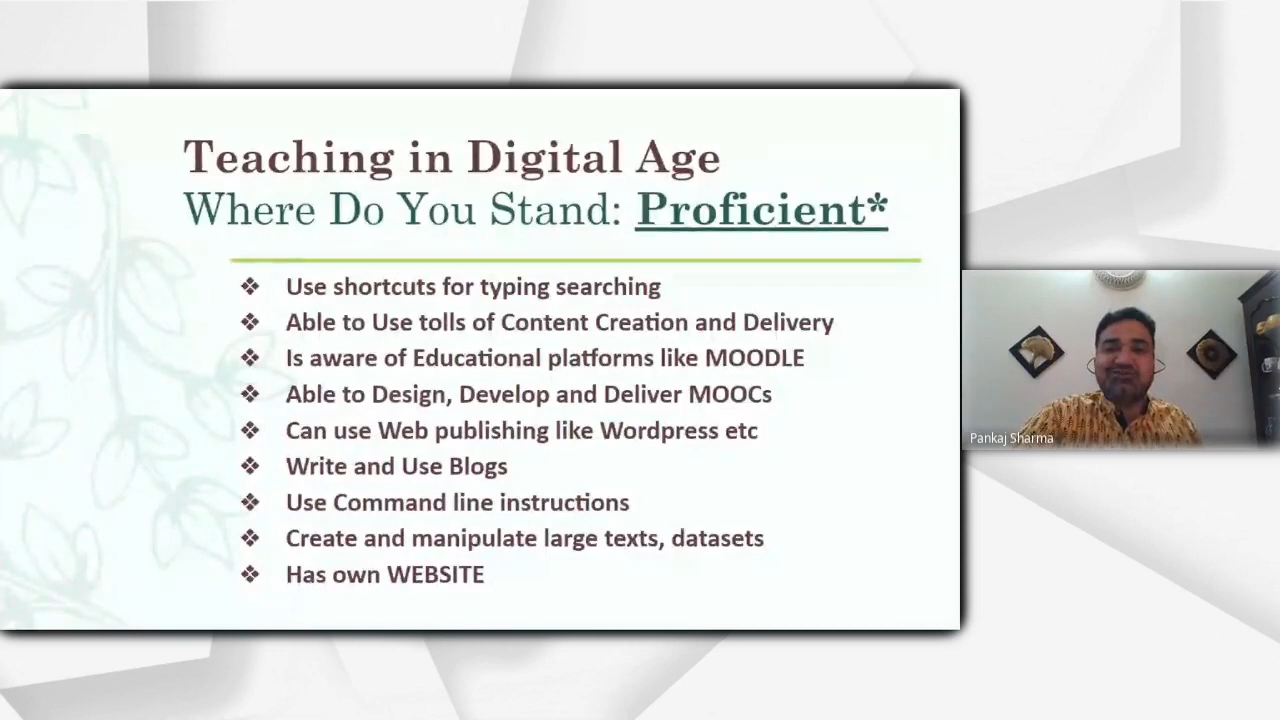 Teaching in Digital Age
Where Do You Stand: Proficient*
❖ Use shortcuts for typing searching
❖ Able to Use tolls of Content Creation and Delivery
❖ Is aware of Educational platforms like MOODLE
❖ Able to Design, Develop and Deliver MOOCs
❖ Can use Web publishing like Wordpress etc
❖ Write and Use Blogs
❖ Use Command line instructions
❖ Create and manipulate large texts, datasets
❖ Has own WEBSITE
Pankaj Sharma